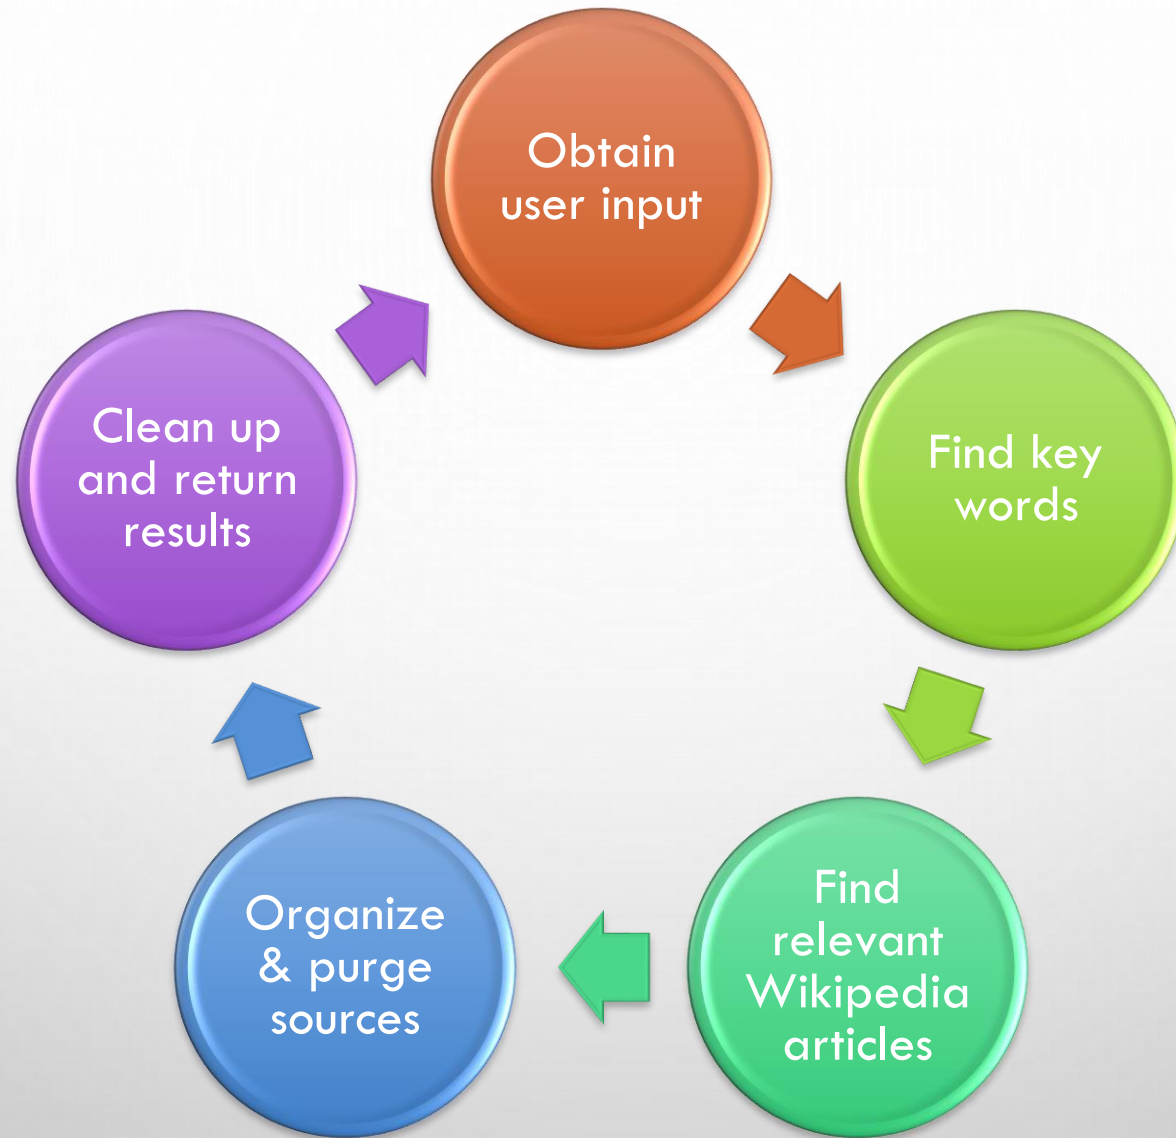 Obtain
user input
Find key
words
Find
relevant
Wikipedia
articles
Organize
& purge
sources
Clean up
and return
results